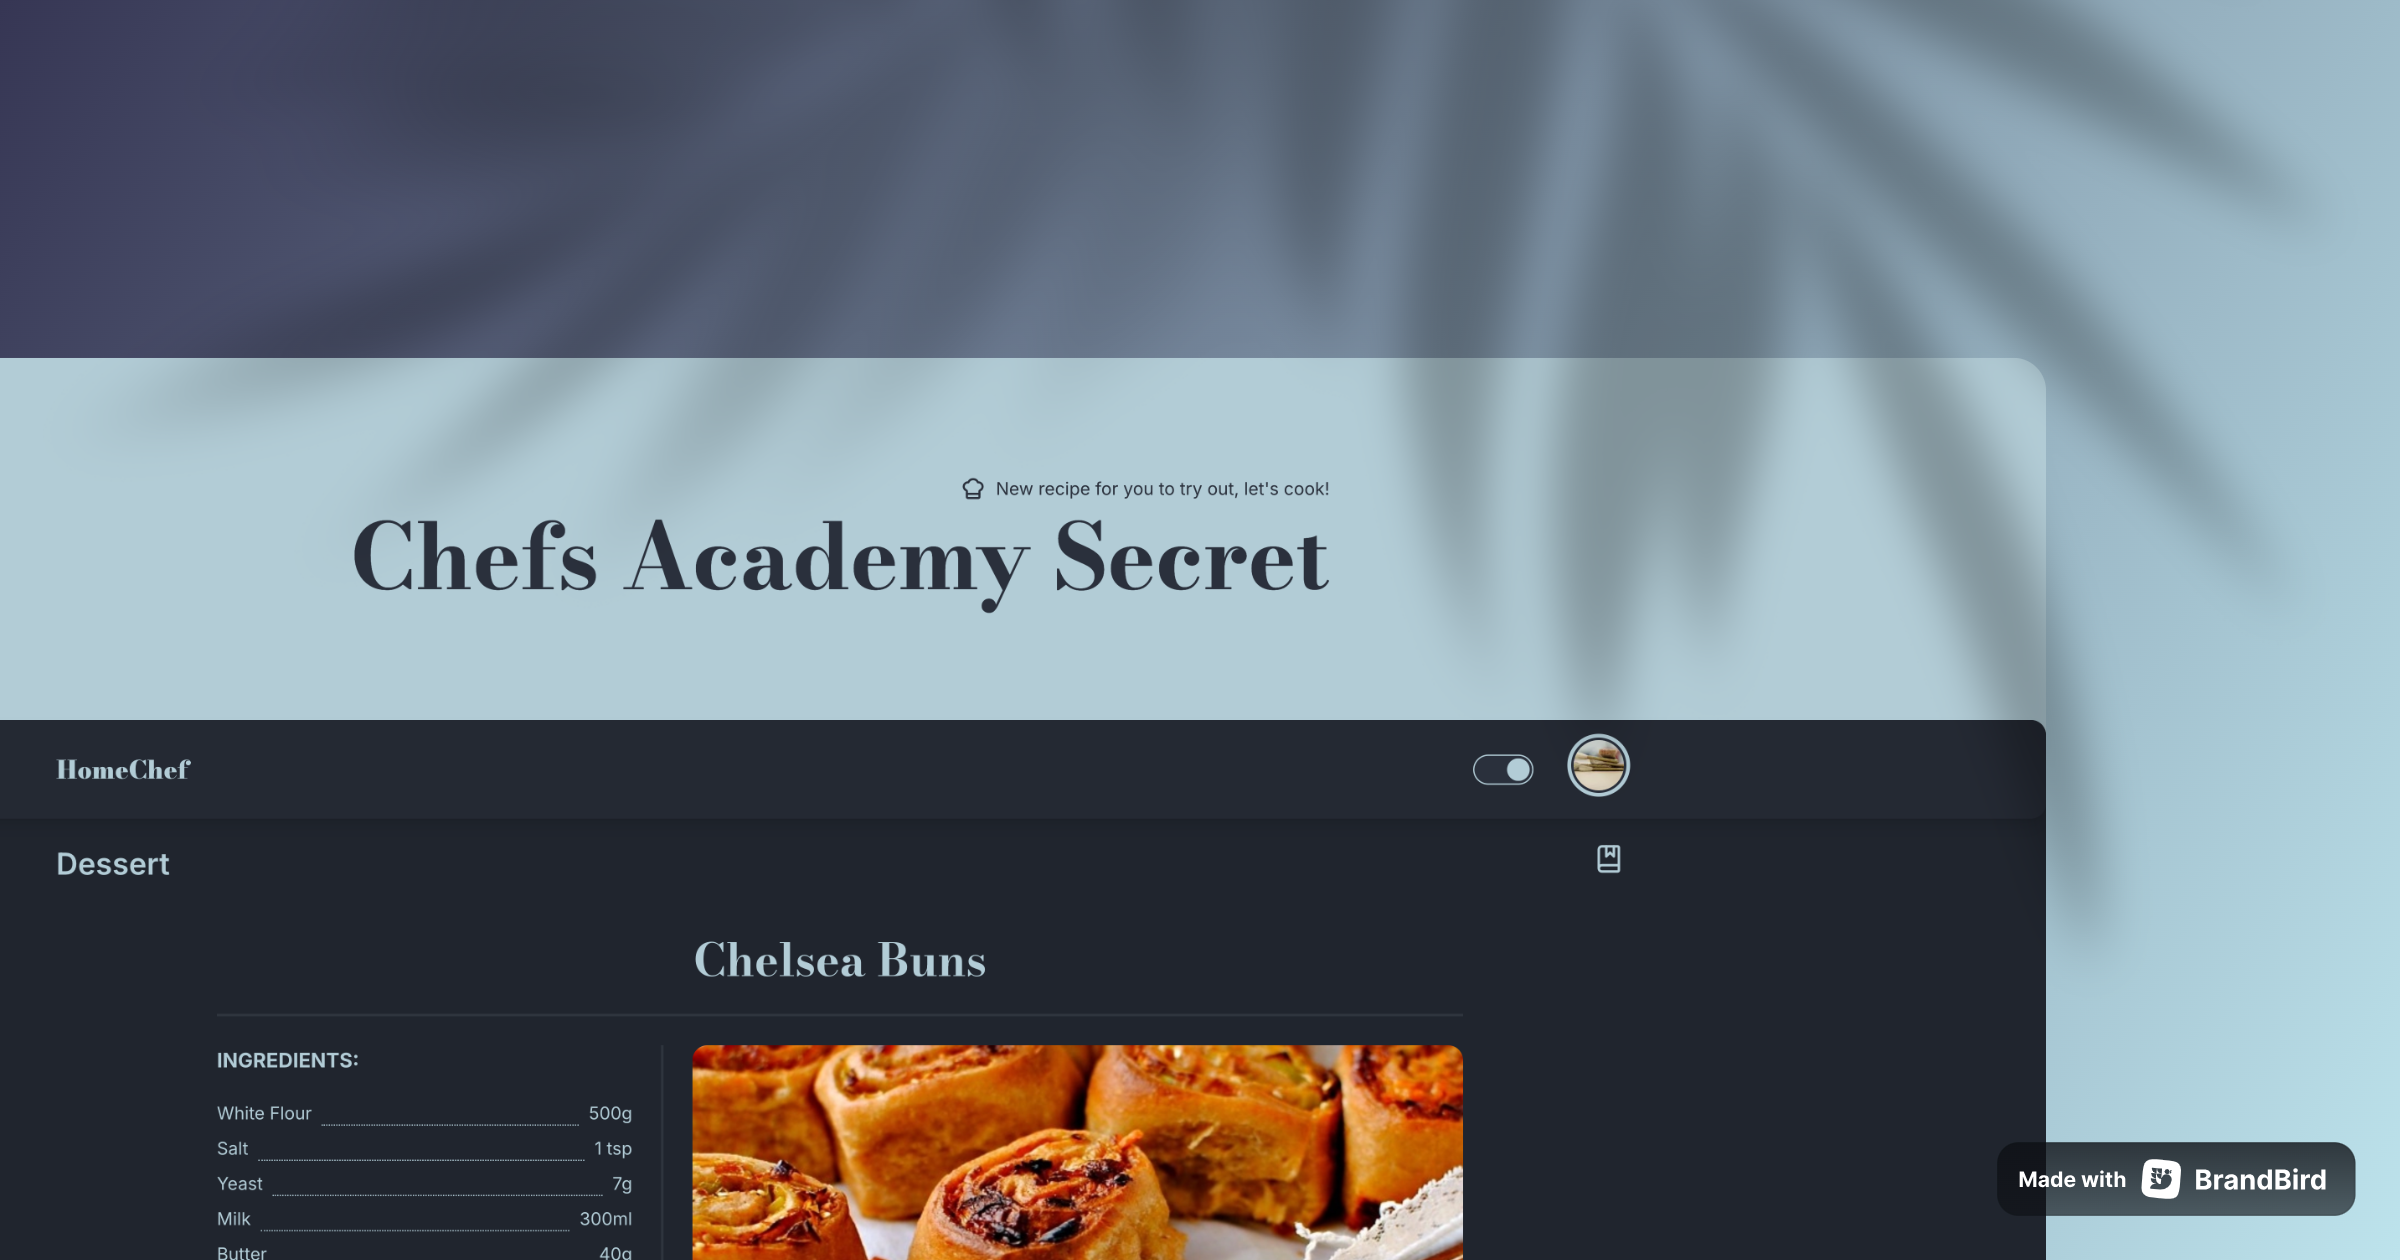 New recipe for you to try out, let's cook!
Chefs Academy Secret
HomeChef
Dessert
Chelsea Buns
INGREDIENTS:
White Flour 500g
Salt 1 tsp
Yeast 7g
Milk 300ml
Butter 40g
Made with BrandBird